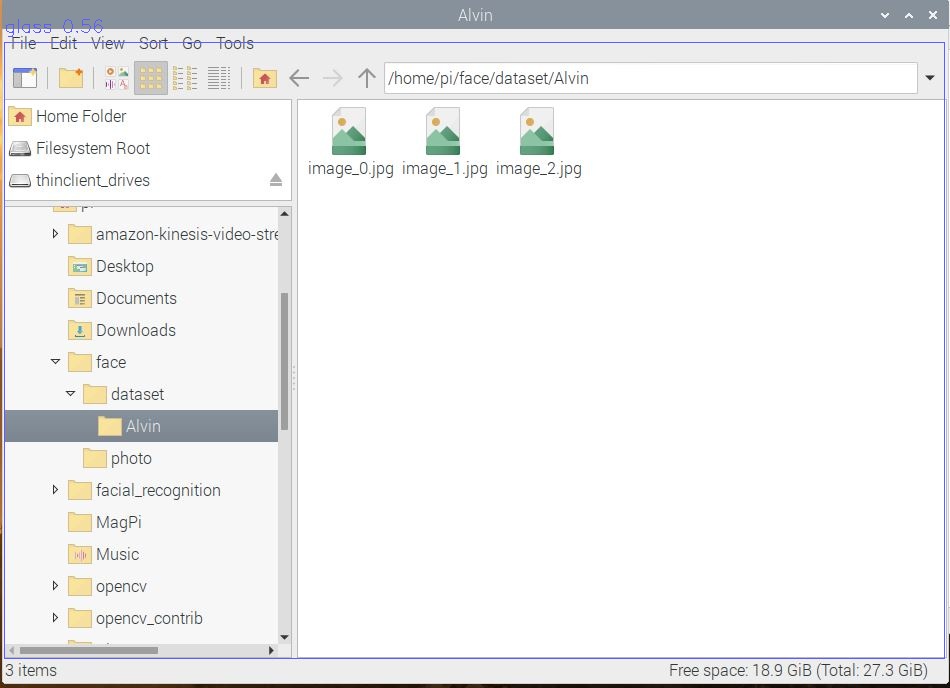 Alvin
glass 0.56
File Edit View Sort Go Tools
/home/pi/face/dataset/Alvin
Home Folder
Filesystem Root
thinclient_drives
amazon-kinesis-video-stre
Desktop
Documents
Downloads
face
dataset
Alvin
photo
facial_recognition
MagPi
Music
opencv
opencv_contrib
image_0.jpg image_1.jpg image_2.jpg
3 items
Free space: 18.9 GiB (Total: 27.3 GiB)